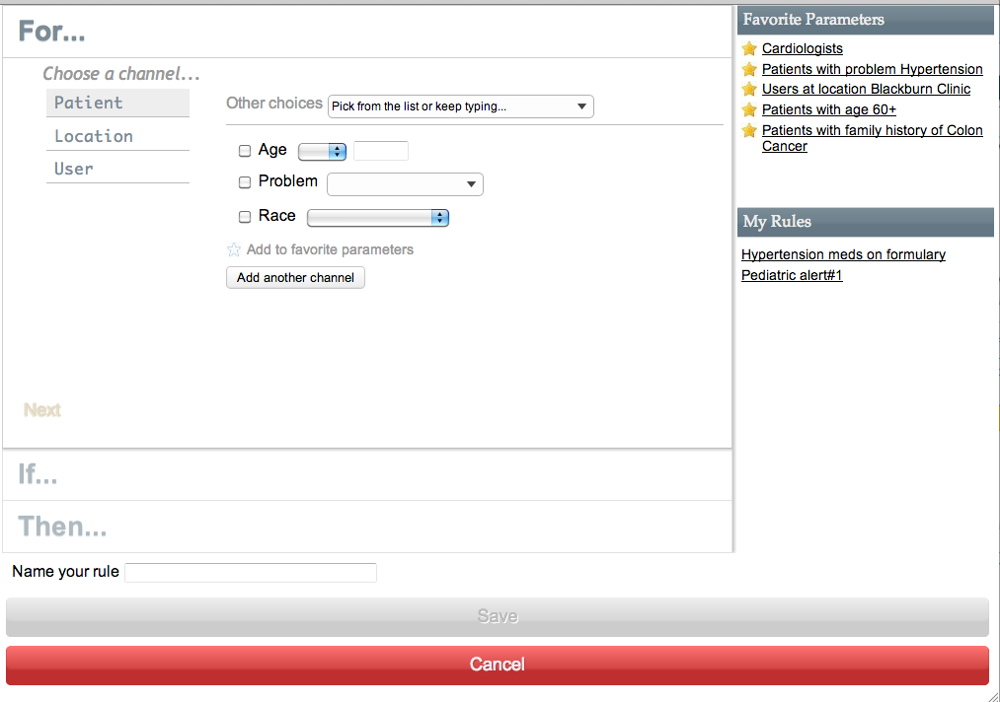 For...
Choose a channel...
Patient
Location
User
Other choices Pick from the list or keep typing...
Age
Problem
Race
Add to favorite parameters
Add another channel
Next
If...
Then...
Name your rule
Save
Cancel
Favorite Parameters
Cardiologists
Patients with problem Hypertension
Users at location Blackburn Clinic
Patients with age 60+
Patients with family history of Colon
Cancer
My Rules
Hypertension meds on formulary
Pediatric alert#1